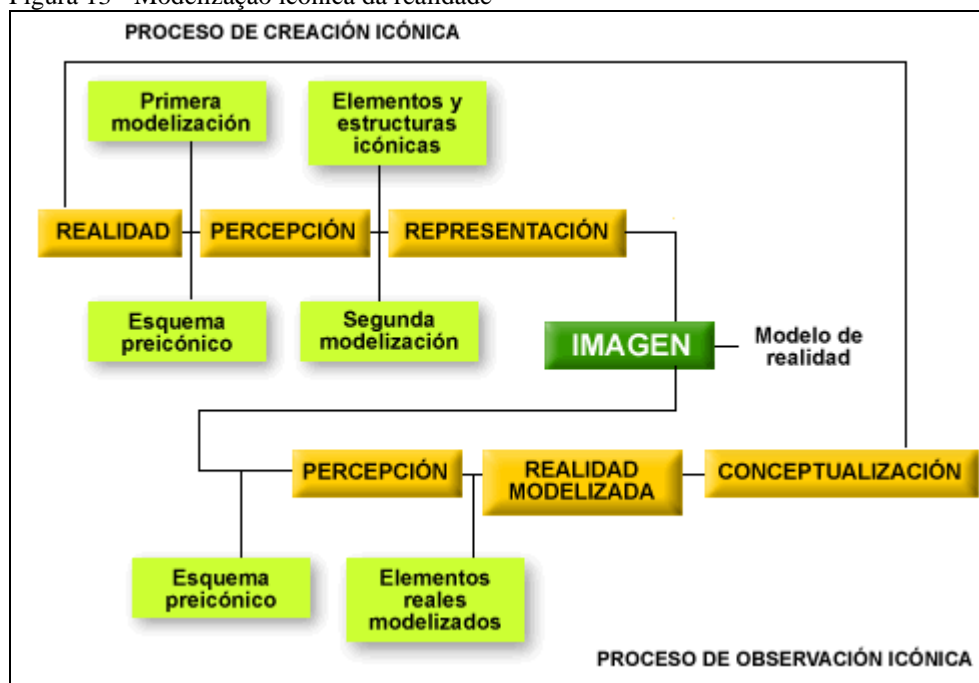 Figura 13 - Modelização icônica da realidade
PROCESO DE CREACIÓN ICÓNICA
Primera
modelización
Elementos y
estructuras
icónicas
REALIDAD
PERCEPCIÓN
REPRESENTACIÓN
Esquema
preicónico
Segunda
modelización
IMAGEN
Modelo de
realidad
PERCEPCIÓN
REALIDAD
MODELIZADA
CONCEPTUALIZACIÓN
Esquema
preicónico
Elementos
reales
modelizados
PROCESO DE OBSERVACIÓN ICÓNICA